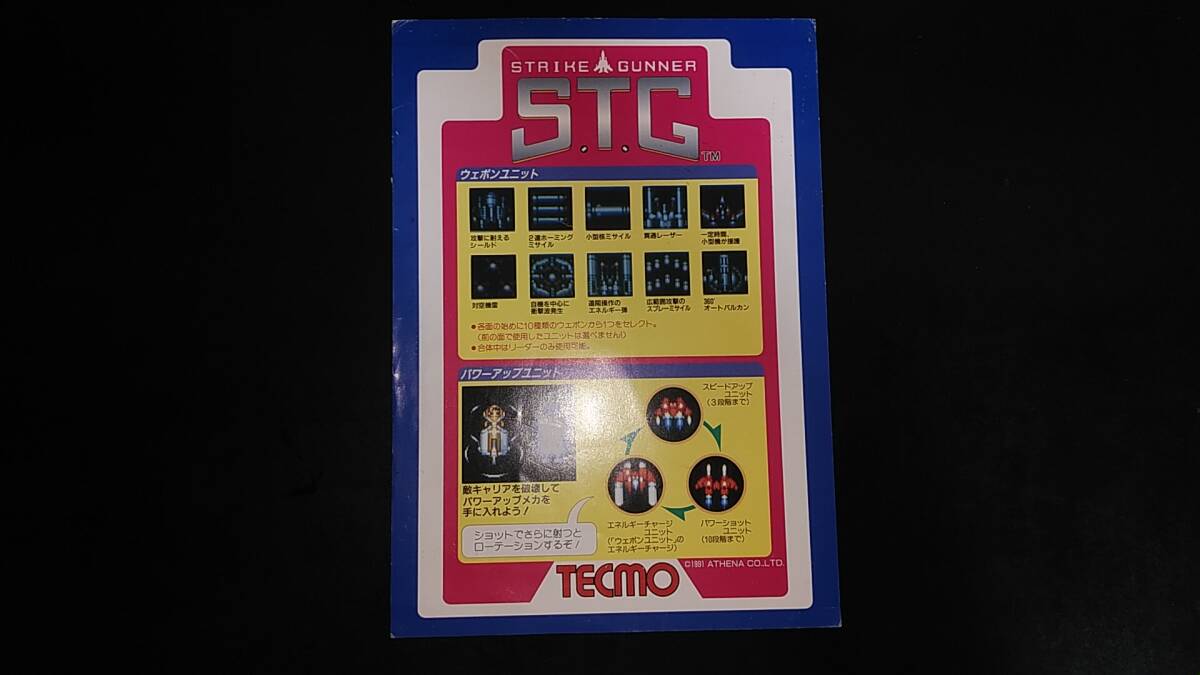 STRIKE GUNNER
S.T.G
TM
ウェポンユニット
攻撃に耐える
シールド
2連ホーミング
ミサイル
小型核ミサイル
貫通レーザー
一定時間、
小型機が援護
対空機雷
自機を中心に
衝撃波発生
遠隔操作の
エネルギー弾
広範囲攻撃の
スプレーミサイル
360°
オートバルカン
●各面の始めに10種類のウェポンから1つをセレクト。
(前の面で使用したユニットは選べません!)
●合体中はリーダーのみ使用可能。
パワーアップユニット
スピードアップ
ユニット
(3段階まで)
敵キャリアを破壊して
パワーアップメカを
手に入れよう!
ショットでさらに射つと
ローテーションするぞ!
エネルギーチャージ
ユニット
(「ウェポンユニット」の
エネルギーチャージ)
パワーショット
ユニット
(10段階まで)
TECMO
©1991 ATHENA CO.,LTD.